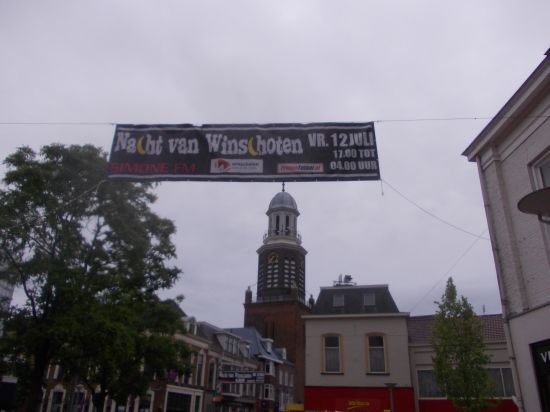 Nacht van Winschoten VR. 12 JULI
17.00 TOT
04.00 UUR
SIMONE FM